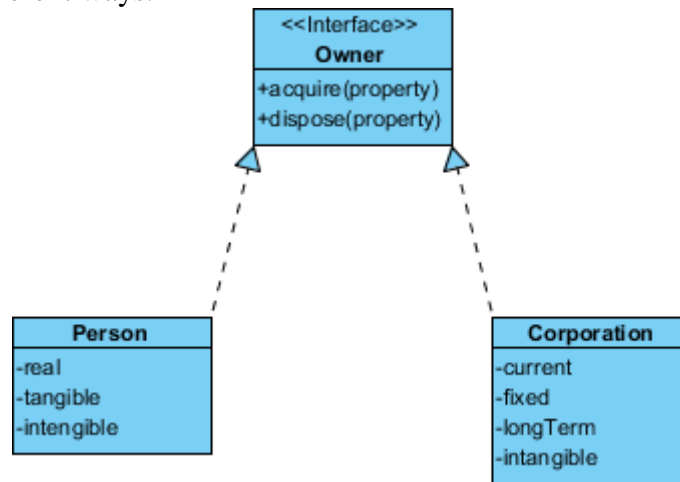 <<Interface>>
Owner
+acquire(property)
+dispose(property)
Person
-real
-tangible
-intengible
Corporation
-current
-fixed
-longTerm
-intangible